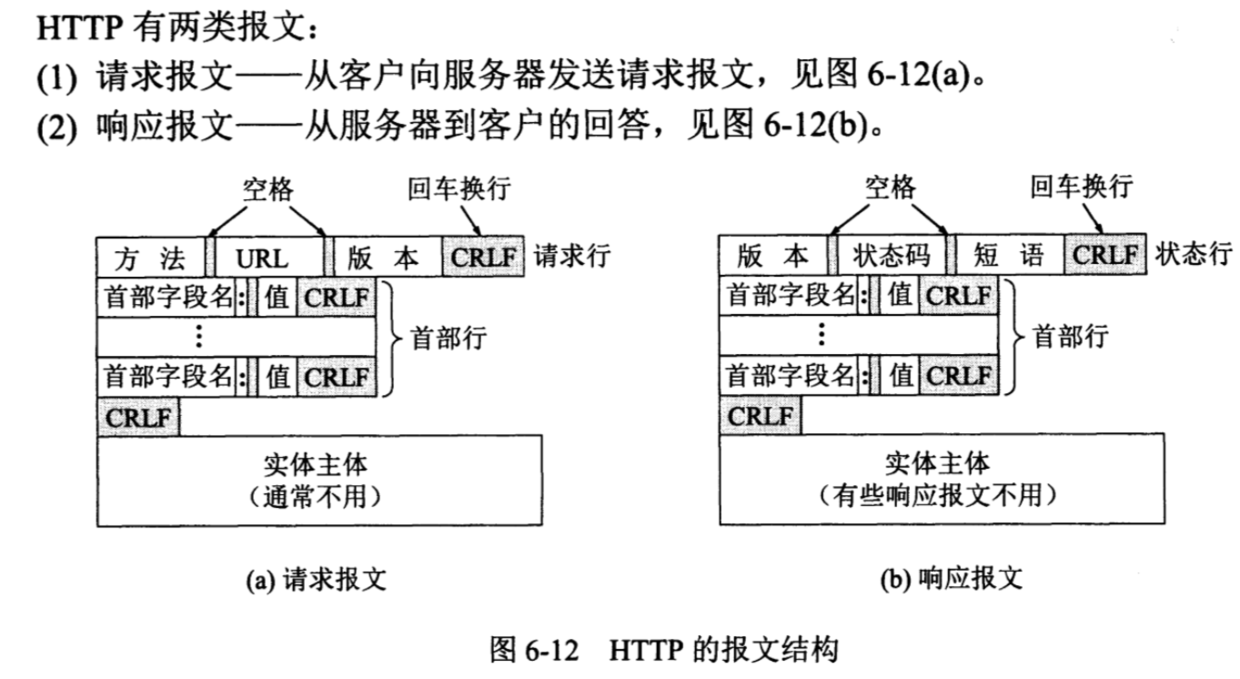 HTTP 有两类报文：
(1) 请求报文——从客户向服务器发送请求报文，见图 6-12(a)。
(2) 响应报文——从服务器到客户的回答，见图 6-12(b)。
空格 回车换行
方 法 URL 版 本 CRLF 请求行
首部字段名 : 值 CRLF
⋮ 首部行
首部字段名 : 值 CRLF
CRLF
实体主体
（通常不用）
(a) 请求报文
空格 回车换行
版 本 状态码 短 语 CRLF 状态行
首部字段名 : 值 CRLF
⋮ 首部行
首部字段名 : 值 CRLF
CRLF
实体主体
（有些响应报文不用）
(b) 响应报文
图 6-12 HTTP 的报文结构